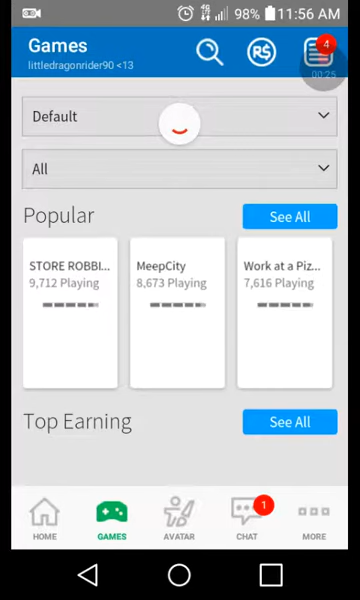 98% 11:56 AM
Games
littledragonrider90 <13
R$
4
00:25
Default
All
Popular
See All
STORE ROBBI...
9,712 Playing
MeepCity
8,673 Playing
Work at a Piz...
7,616 Playing
Top Earning
See All
1
HOME
GAMES
AVATAR
CHAT
MORE